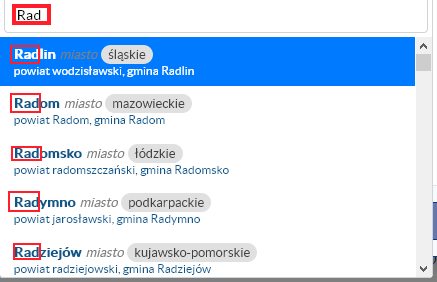 Rad
Radlin miasto śląskie
powiat wodzisławski, gmina Radlin
Radom miasto mazowieckie
powiat Radom, gmina Radom
Radomsko miasto łódzkie
powiat radomszczański, gmina Radomsko
Radymno miasto podkarpackie
powiat jarosławski, gmina Radymno
Radziejów miasto kujawsko-pomorskie
powiat radziejowski, gmina Radziejów